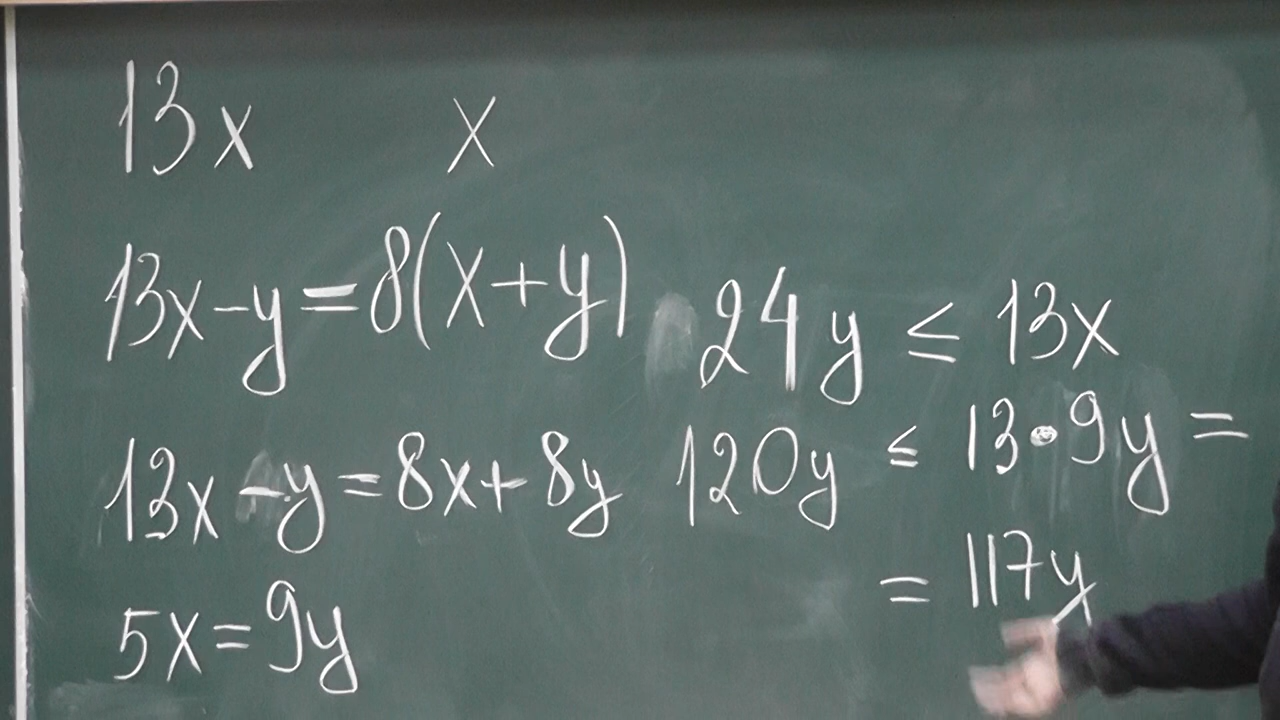 13x x
13x-y=8(x+y)
13x-y=8x+8y
5x=9y
24y ≤ 13x
120y ≤ 13·9y =
= 117y